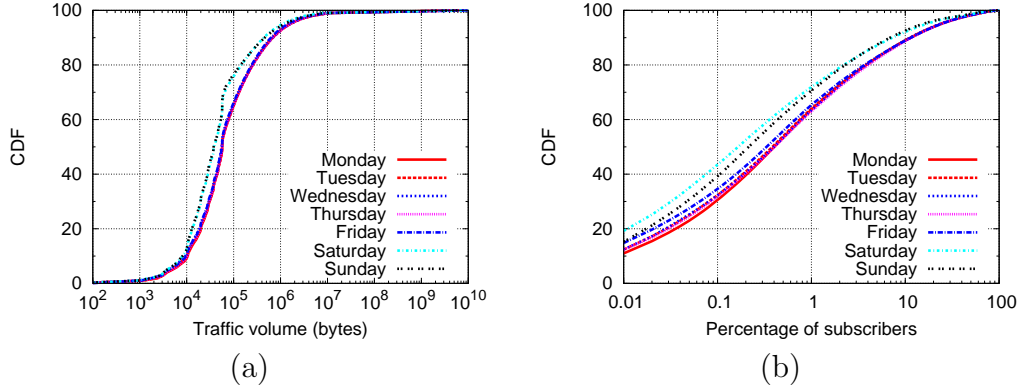 100
80
60
40
20
0
CDF
10^2 10^3 10^4 10^5 10^6 10^7 10^8 10^9 10^10
Traffic volume (bytes)
Monday
Tuesday
Wednesday
Thursday
Friday
Saturday
Sunday
(a)
100
80
60
40
20
0
CDF
0.01 0.1 1 10 100
Percentage of subscribers
Monday
Tuesday
Wednesday
Thursday
Friday
Saturday
Sunday
(b)